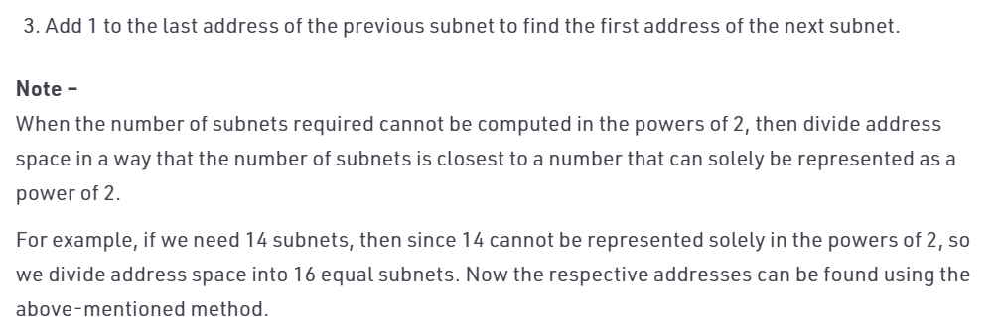 3. Add 1 to the last address of the previous subnet to find the first address of the next subnet.
Note –
When the number of subnets required cannot be computed in the powers of 2, then divide address
space in a way that the number of subnets is closest to a number that can solely be represented as a
power of 2.
For example, if we need 14 subnets, then since 14 cannot be represented solely in the powers of 2, so
we divide address space into 16 equal subnets. Now the respective addresses can be found using the
above-mentioned method.